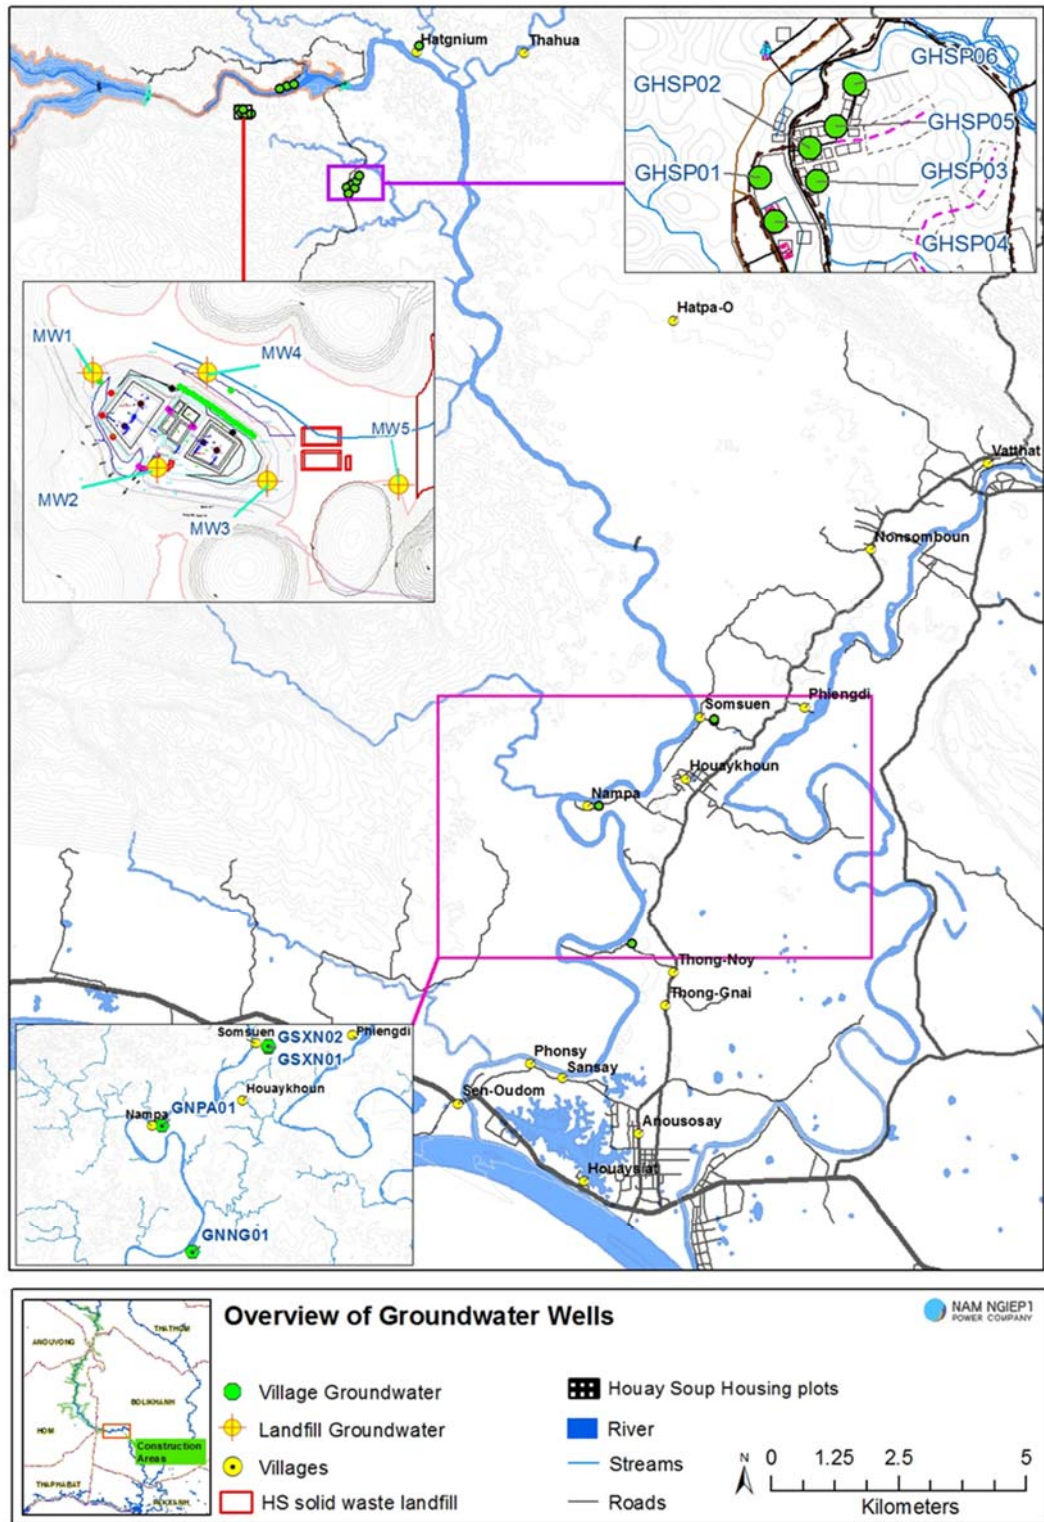 Hatgnium
Thahua
GHSP06
GHSP02
GHSP05
GHSP01
GHSP03
GHSP04
Hatpa-O
MW1
MW4
MW5
MW2
MW3
Vatthat
Nonsomboun
Phiengdi
Somsuen
Houaykhoun
Nampa
Thong-Noy
Thong-Gnai
Phonsy
Sansay
Sen-Oudom
Anousosay
Houaysiat
Somsuen
GSXN02
Phiengdi
GSXN01
Houaykhoun
GNPA01
Nampa
GNNG01
Overview of Groundwater Wells
NAM NGIEP1
POWER COMPANY
THATHOM
ANOUVONG
BOLIKHANH
HOM
Construction
Areas
THAPHABAT
Village Groundwater
Landfill Groundwater
Villages
HS solid waste landfill
Houay Soup Housing plots
River
Streams
Roads
N
0 1.25 2.5 5
Kilometers